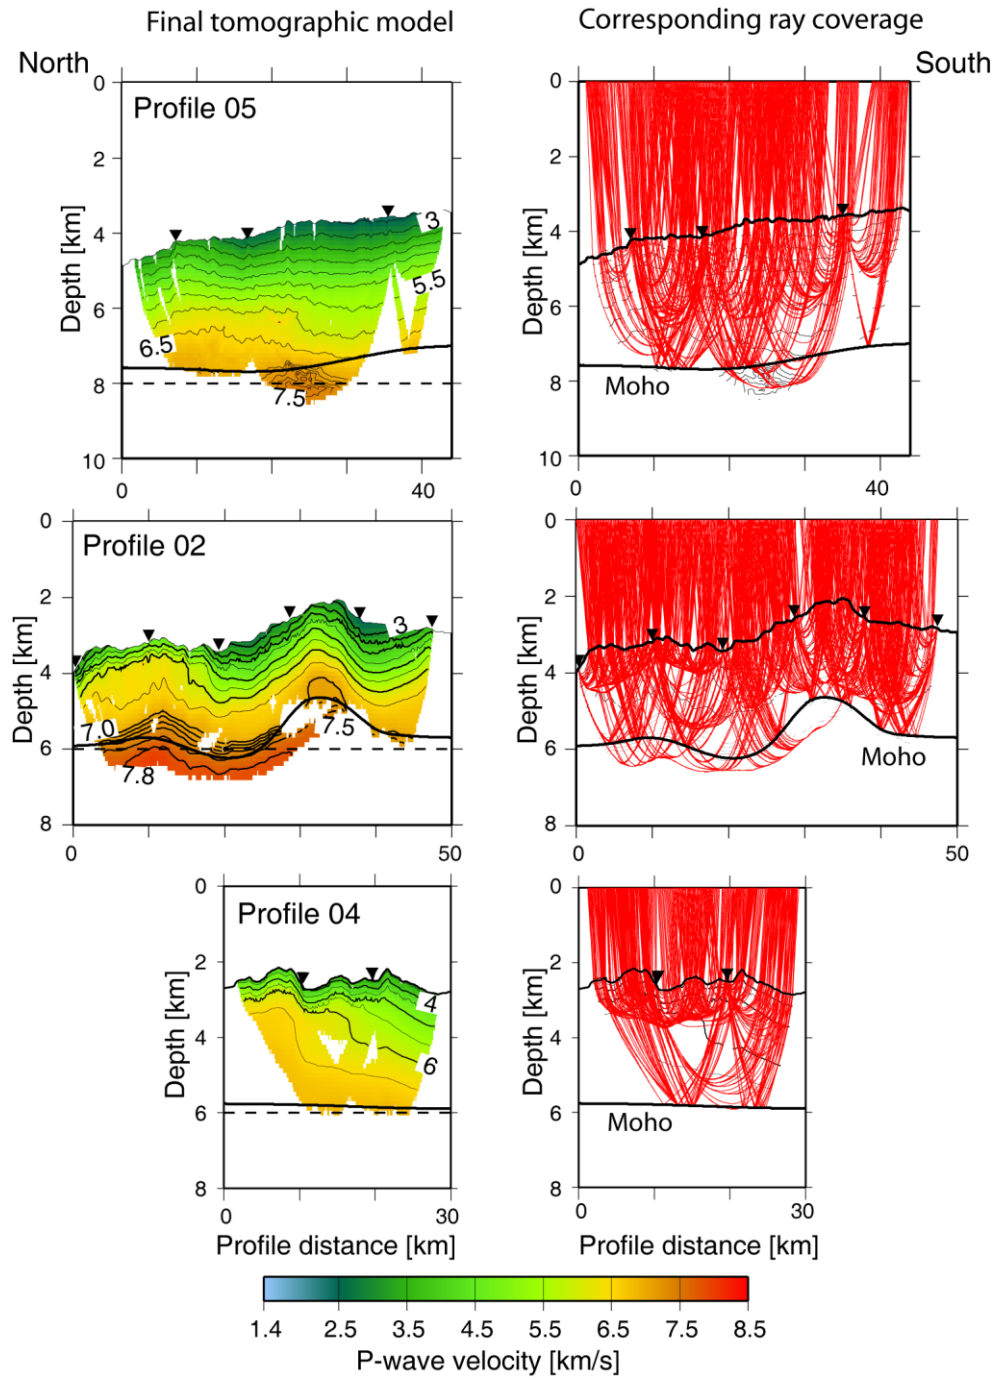 Final tomographic model
Corresponding ray coverage
North
South
Profile 05
0
2
4
6
8
10
Depth [km]
3
5.5
6.5
7.5
0
40
0
2
4
6
8
10
Depth [km]
Moho
0
40
Profile 02
0
2
4
6
8
Depth [km]
3
7.0
7.5
7.8
0
50
0
2
4
6
8
Depth [km]
Moho
0
50
Profile 04
0
2
4
6
8
Depth [km]
4
6
0
30
Profile distance [km]
0
2
4
6
8
Depth [km]
Moho
0
30
Profile distance [km]
1.4 2.5 3.5 4.5 5.5 6.5 7.5 8.5
P-wave velocity [km/s]